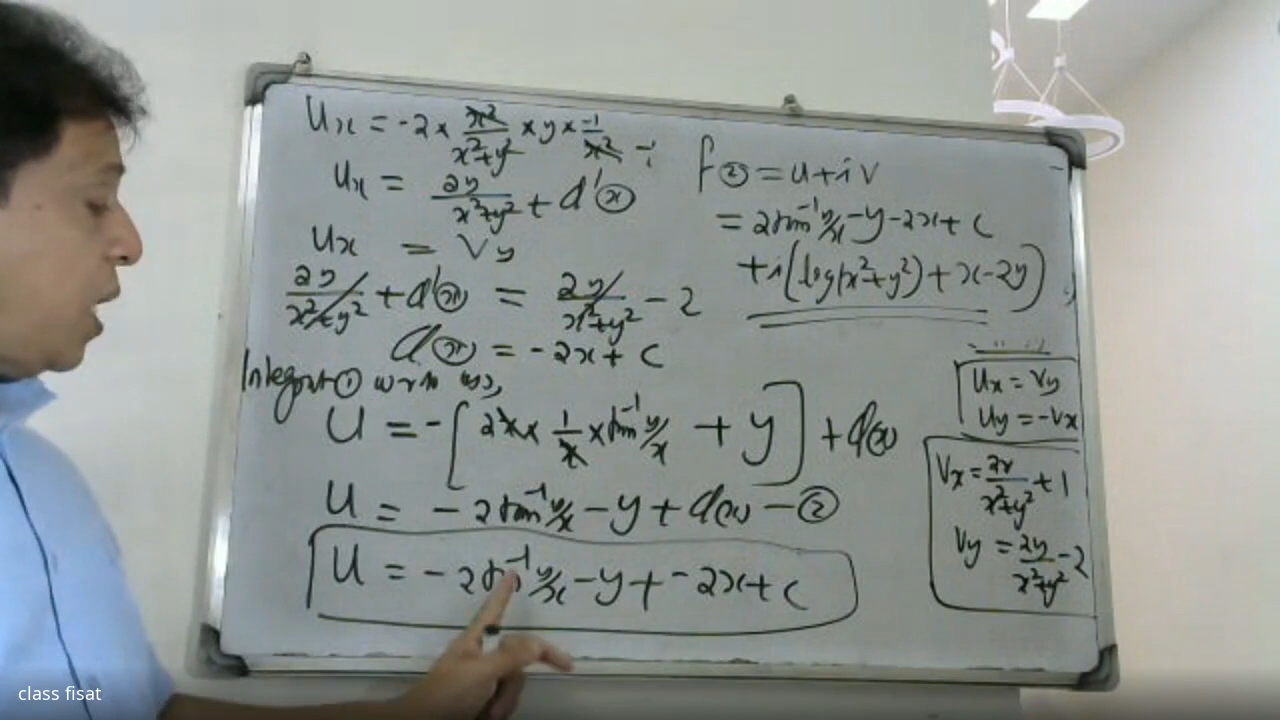 Ux = -2 x x²/x²+y² x y x -1/x²
Ux = 2y/x²+y² + d'(x)
Ux = Vy
2y/x²+y² + d'(x) = 2y/x²+y² - 2
d(x) = -2x + c
Integrate ① w r to y,
U = -[2x x 1/x x tan⁻¹ y/x + y] + d(x)
U = -2 tan⁻¹ y/x - y + d(x) - ②
U = -2 tan⁻¹ y/x - y + -2x + c
f(z) = U + i V
= 2 tan⁻¹ y/x - y - 2x + c
+ i(log(x²+y²) + x - 2y)
Ux = Vy
Uy = -Vx
Vx = 2x/x²+y² + 1
Vy = 2y/x²+y² - 2
class fisat